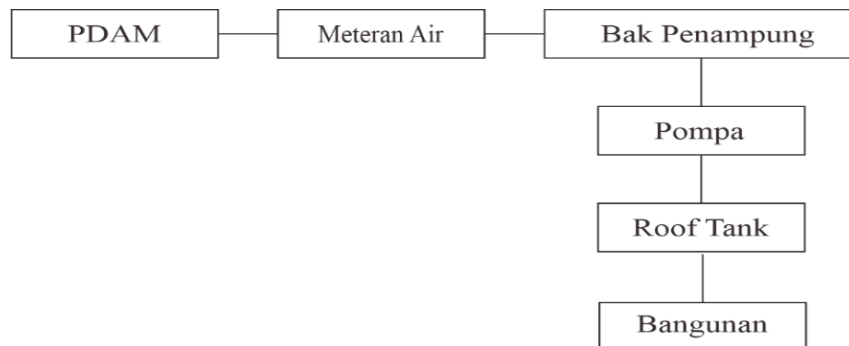 PDAM
Meteran Air
Bak Penampung
Pompa
Roof Tank
Bangunan